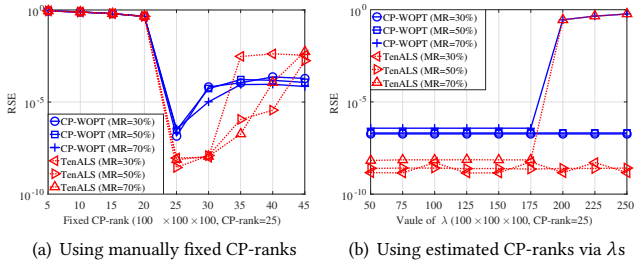 10^0
10^-5
10^-10
RSE
CP-WOPT (MR=30%)
CP-WOPT (MR=50%)
CP-WOPT (MR=70%)
TenALS (MR=30%)
TenALS (MR=50%)
TenALS (MR=70%)
5 10 15 20 25 30 35 40 45
Fixed CP-rank (100 ×100×100, CP-rank=25)
(a) Using manually fixed CP-ranks
10^0
10^-5
10^-10
RSE
CP-WOPT (MR=30%)
CP-WOPT (MR=50%)
CP-WOPT (MR=70%)
TenALS (MR=30%)
TenALS (MR=50%)
TenALS (MR=70%)
50 75 100 125 150 175 200 225 250
Vaule of λ (100 ×100×100, CP-rank=25)
(b) Using estimated CP-ranks via λs